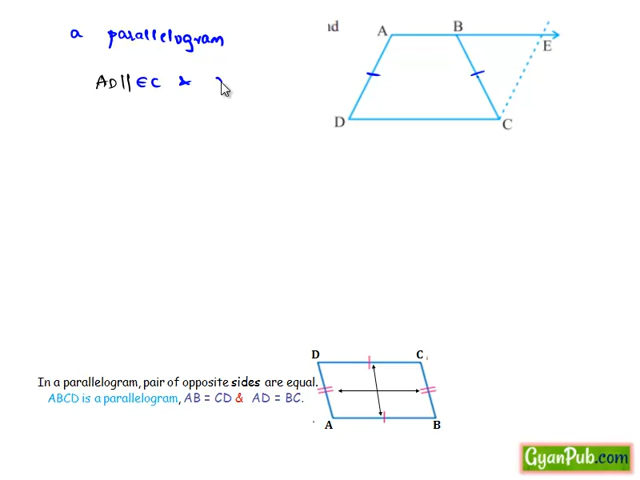 a parallelogram
nd
A
B
E
AD||EC &
D
C
D
C
In a parallelogram, pair of opposite sides are equal.
ABCD is a parallelogram, AB = CD & AD = BC.
A
B
GyanPub.com